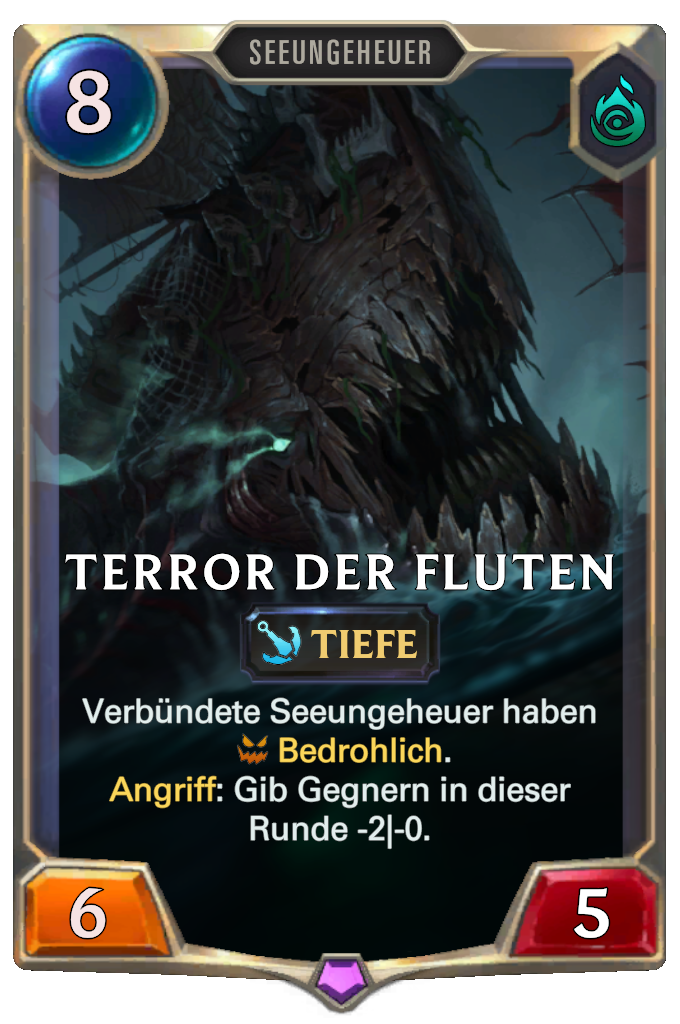 SEEUNGEHEUER
8
TERROR DER FLUTEN
TIEFE
Verbündete Seeungeheuer haben
Bedrohlich.
Angriff: Gib Gegnern in dieser
Runde -2|-0.
6
5